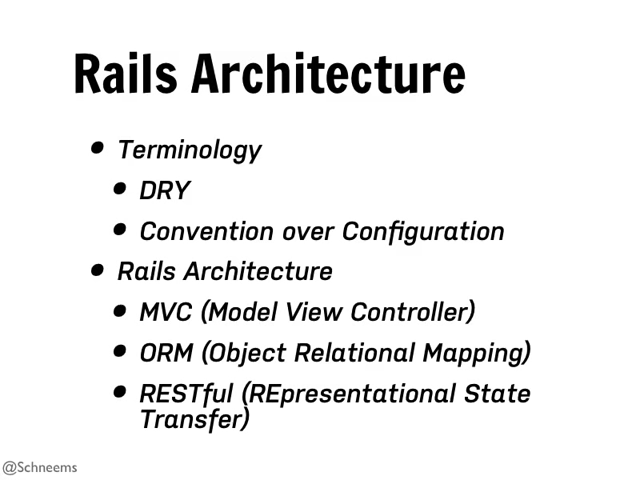 Rails Architecture
• Terminology
• DRY
• Convention over Configuration
• Rails Architecture
• MVC (Model View Controller)
• ORM (Object Relational Mapping)
• RESTful (REpresentational State
Transfer)
@Schneems